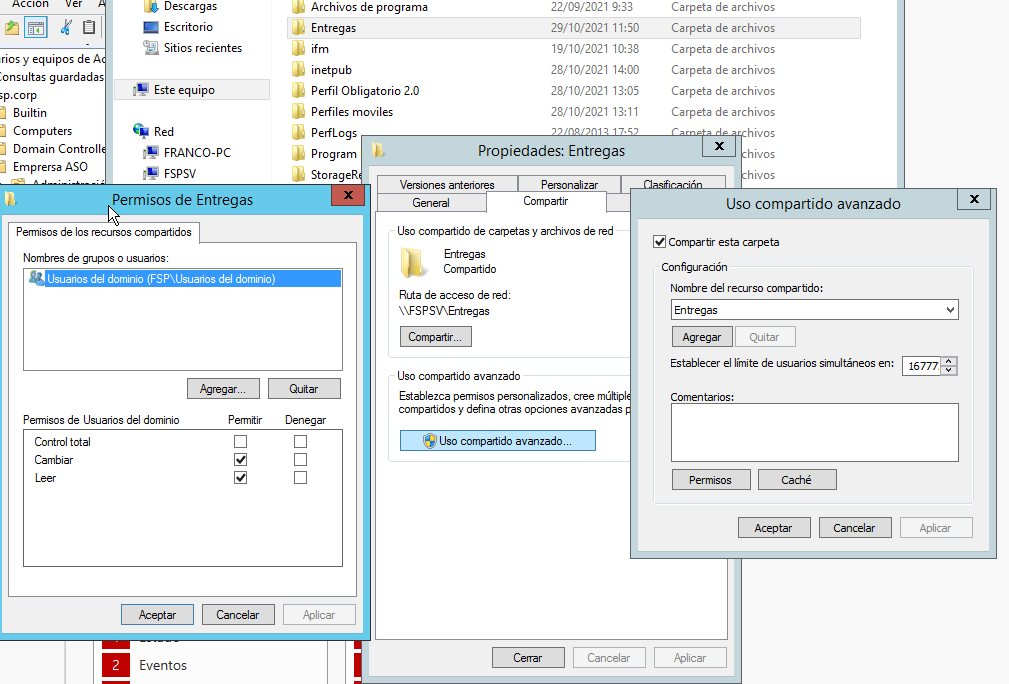 Acción Ver A
rios y equipos de Ac
onsultas guardadas
sp.corp
Builtin
Computers
Domain Controlle
Emprersa ASO
Administració
Descargas
Escritorio
Sitios recientes
Este equipo
Red
FRANCO-PC
FSPSV
Archivos de programa 22/09/2021 9:33 Carpeta de archivos
Entregas 29/10/2021 11:50 Carpeta de archivos
ifm 19/10/2021 10:38 Carpeta de archivos
inetpub 28/10/2021 14:00 Carpeta de archivos
Perfil Obligatorio 2.0 28/10/2021 13:05 Carpeta de archivos
Perfiles moviles 28/10/2021 13:11 Carpeta de archivos
PerfLogs 22/08/2013 17:52 Carpeta de archivos
Program
chivos
StorageRe
chivos
Permisos de Entregas
Permisos de los recursos compartidos
Nombres de grupos o usuarios:
Usuarios del dominio (FSP\Usuarios del dominio)
Agregar... Quitar
Permisos de Usuarios del dominio Permitir Denegar
Control total
Cambiar
Leer
Aceptar Cancelar Aplicar
2 Eventos
Propiedades: Entregas
Versiones anteriores Personalizar Clasificación
General Compartir
Uso compartido de carpetas y archivos de red
Entregas
Compartido
Ruta de acceso de red:
\\FSPSV\Entregas
Compartir...
Uso compartido avanzado
Establezca permisos personalizados, cree múltiple
compartidos y defina otras opciones avanzadas p
Uso compartido avanzado...
Cerrar Cancelar Aplicar
Uso compartido avanzado
Compartir esta carpeta
Configuración
Nombre del recurso compartido:
Entregas
Agregar Quitar
Establecer el límite de usuarios simultáneos en: 16777
Comentarios:
Permisos Caché
Aceptar Cancelar Aplicar